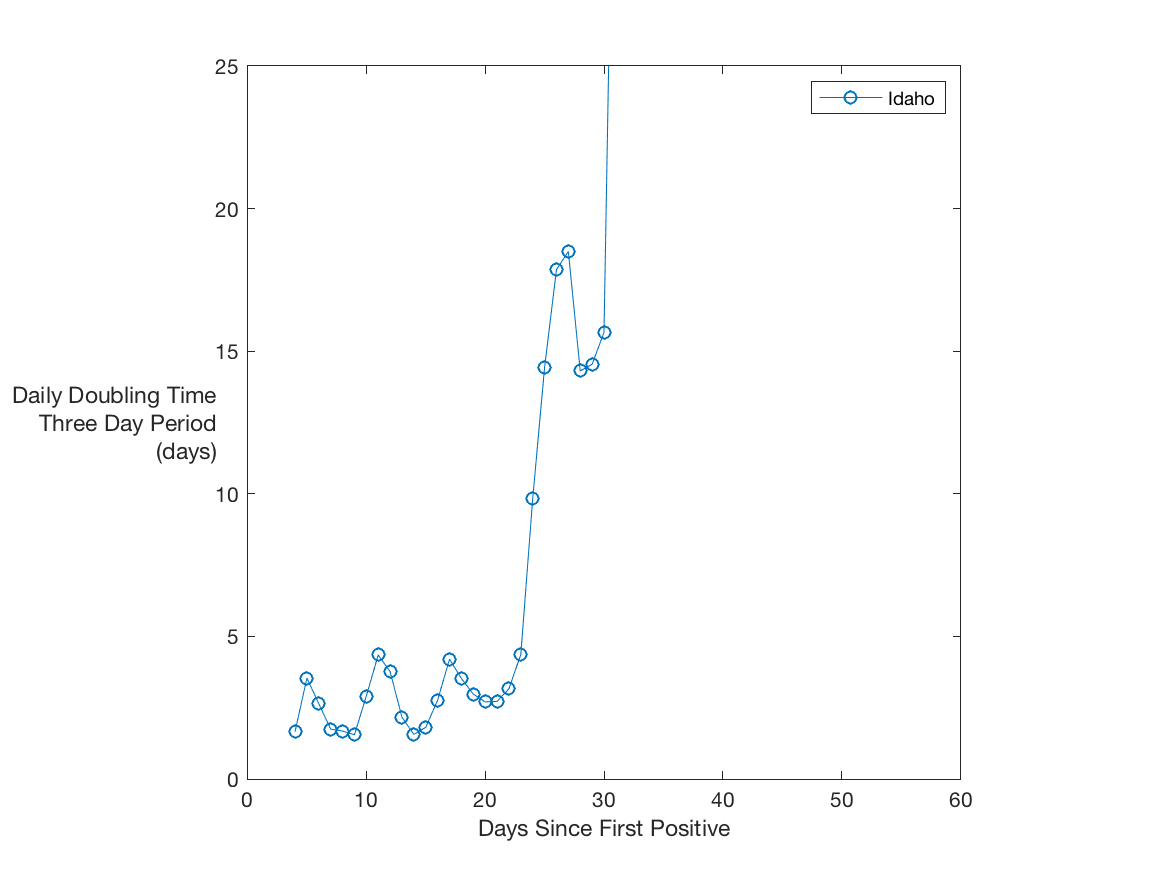 25
20
15
10
5
0
0 10 20 30 40 50 60
Daily Doubling Time
Three Day Period
(days)
Days Since First Positive
Idaho